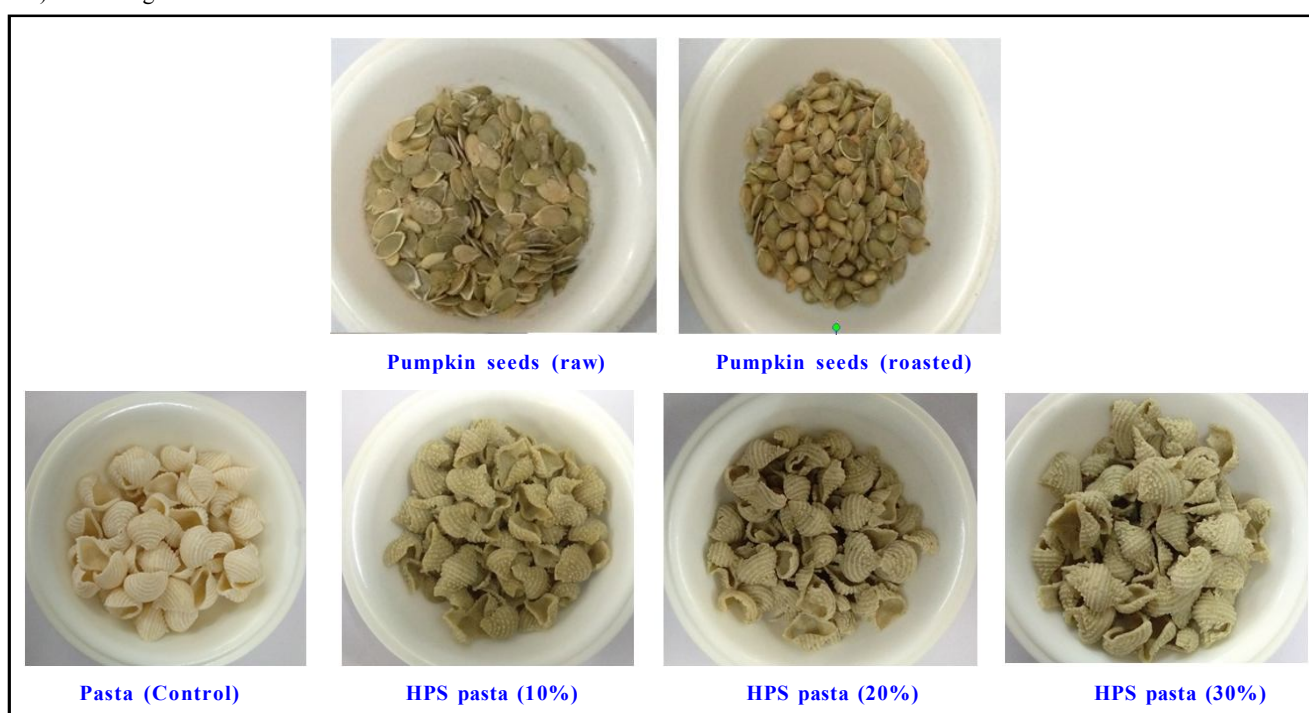 Pumpkin seeds (raw)
Pumpkin seeds (roasted)
Pasta (Control)
HPS pasta (10%)
HPS pasta (20%)
HPS pasta (30%)